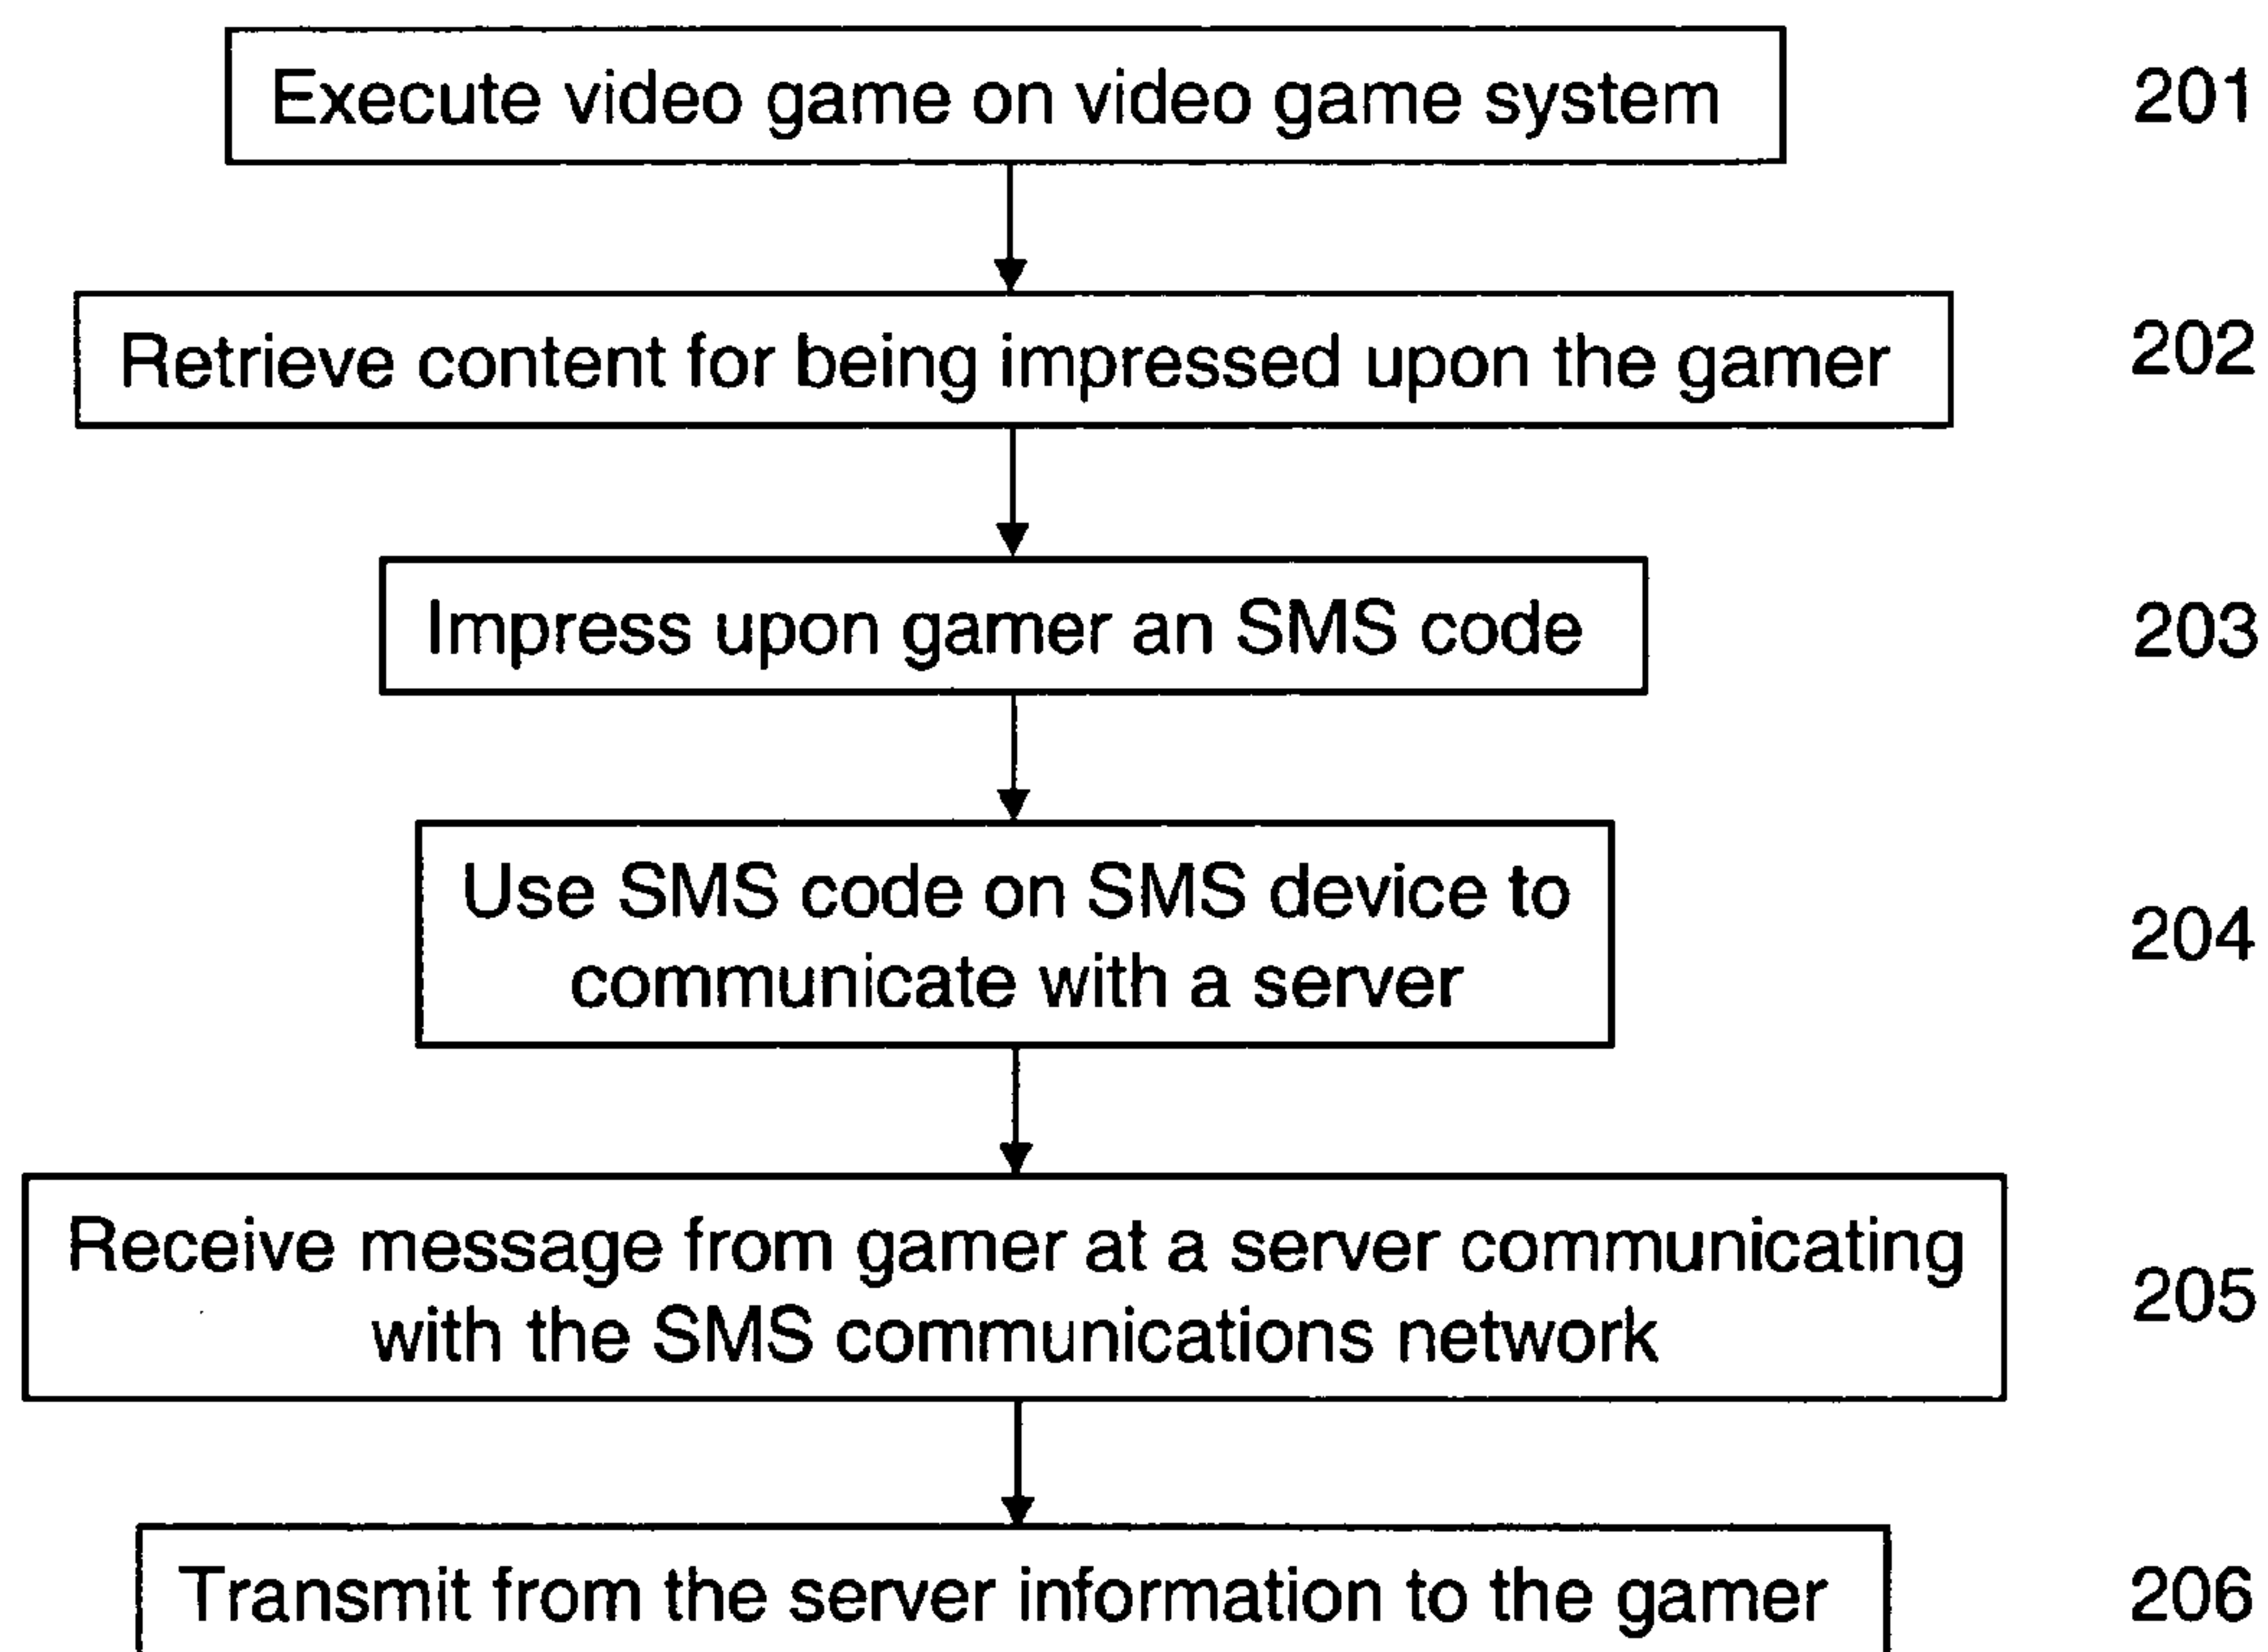 Execute video game on video game system 201
Retrieve content for being impressed upon the gamer 202
Impress upon gamer an SMS code 203
Use SMS code on SMS device to
communicate with a server
204
Receive message from gamer at a server communicating
with the SMS communications network
205
Transmit from the server information to the gamer 206